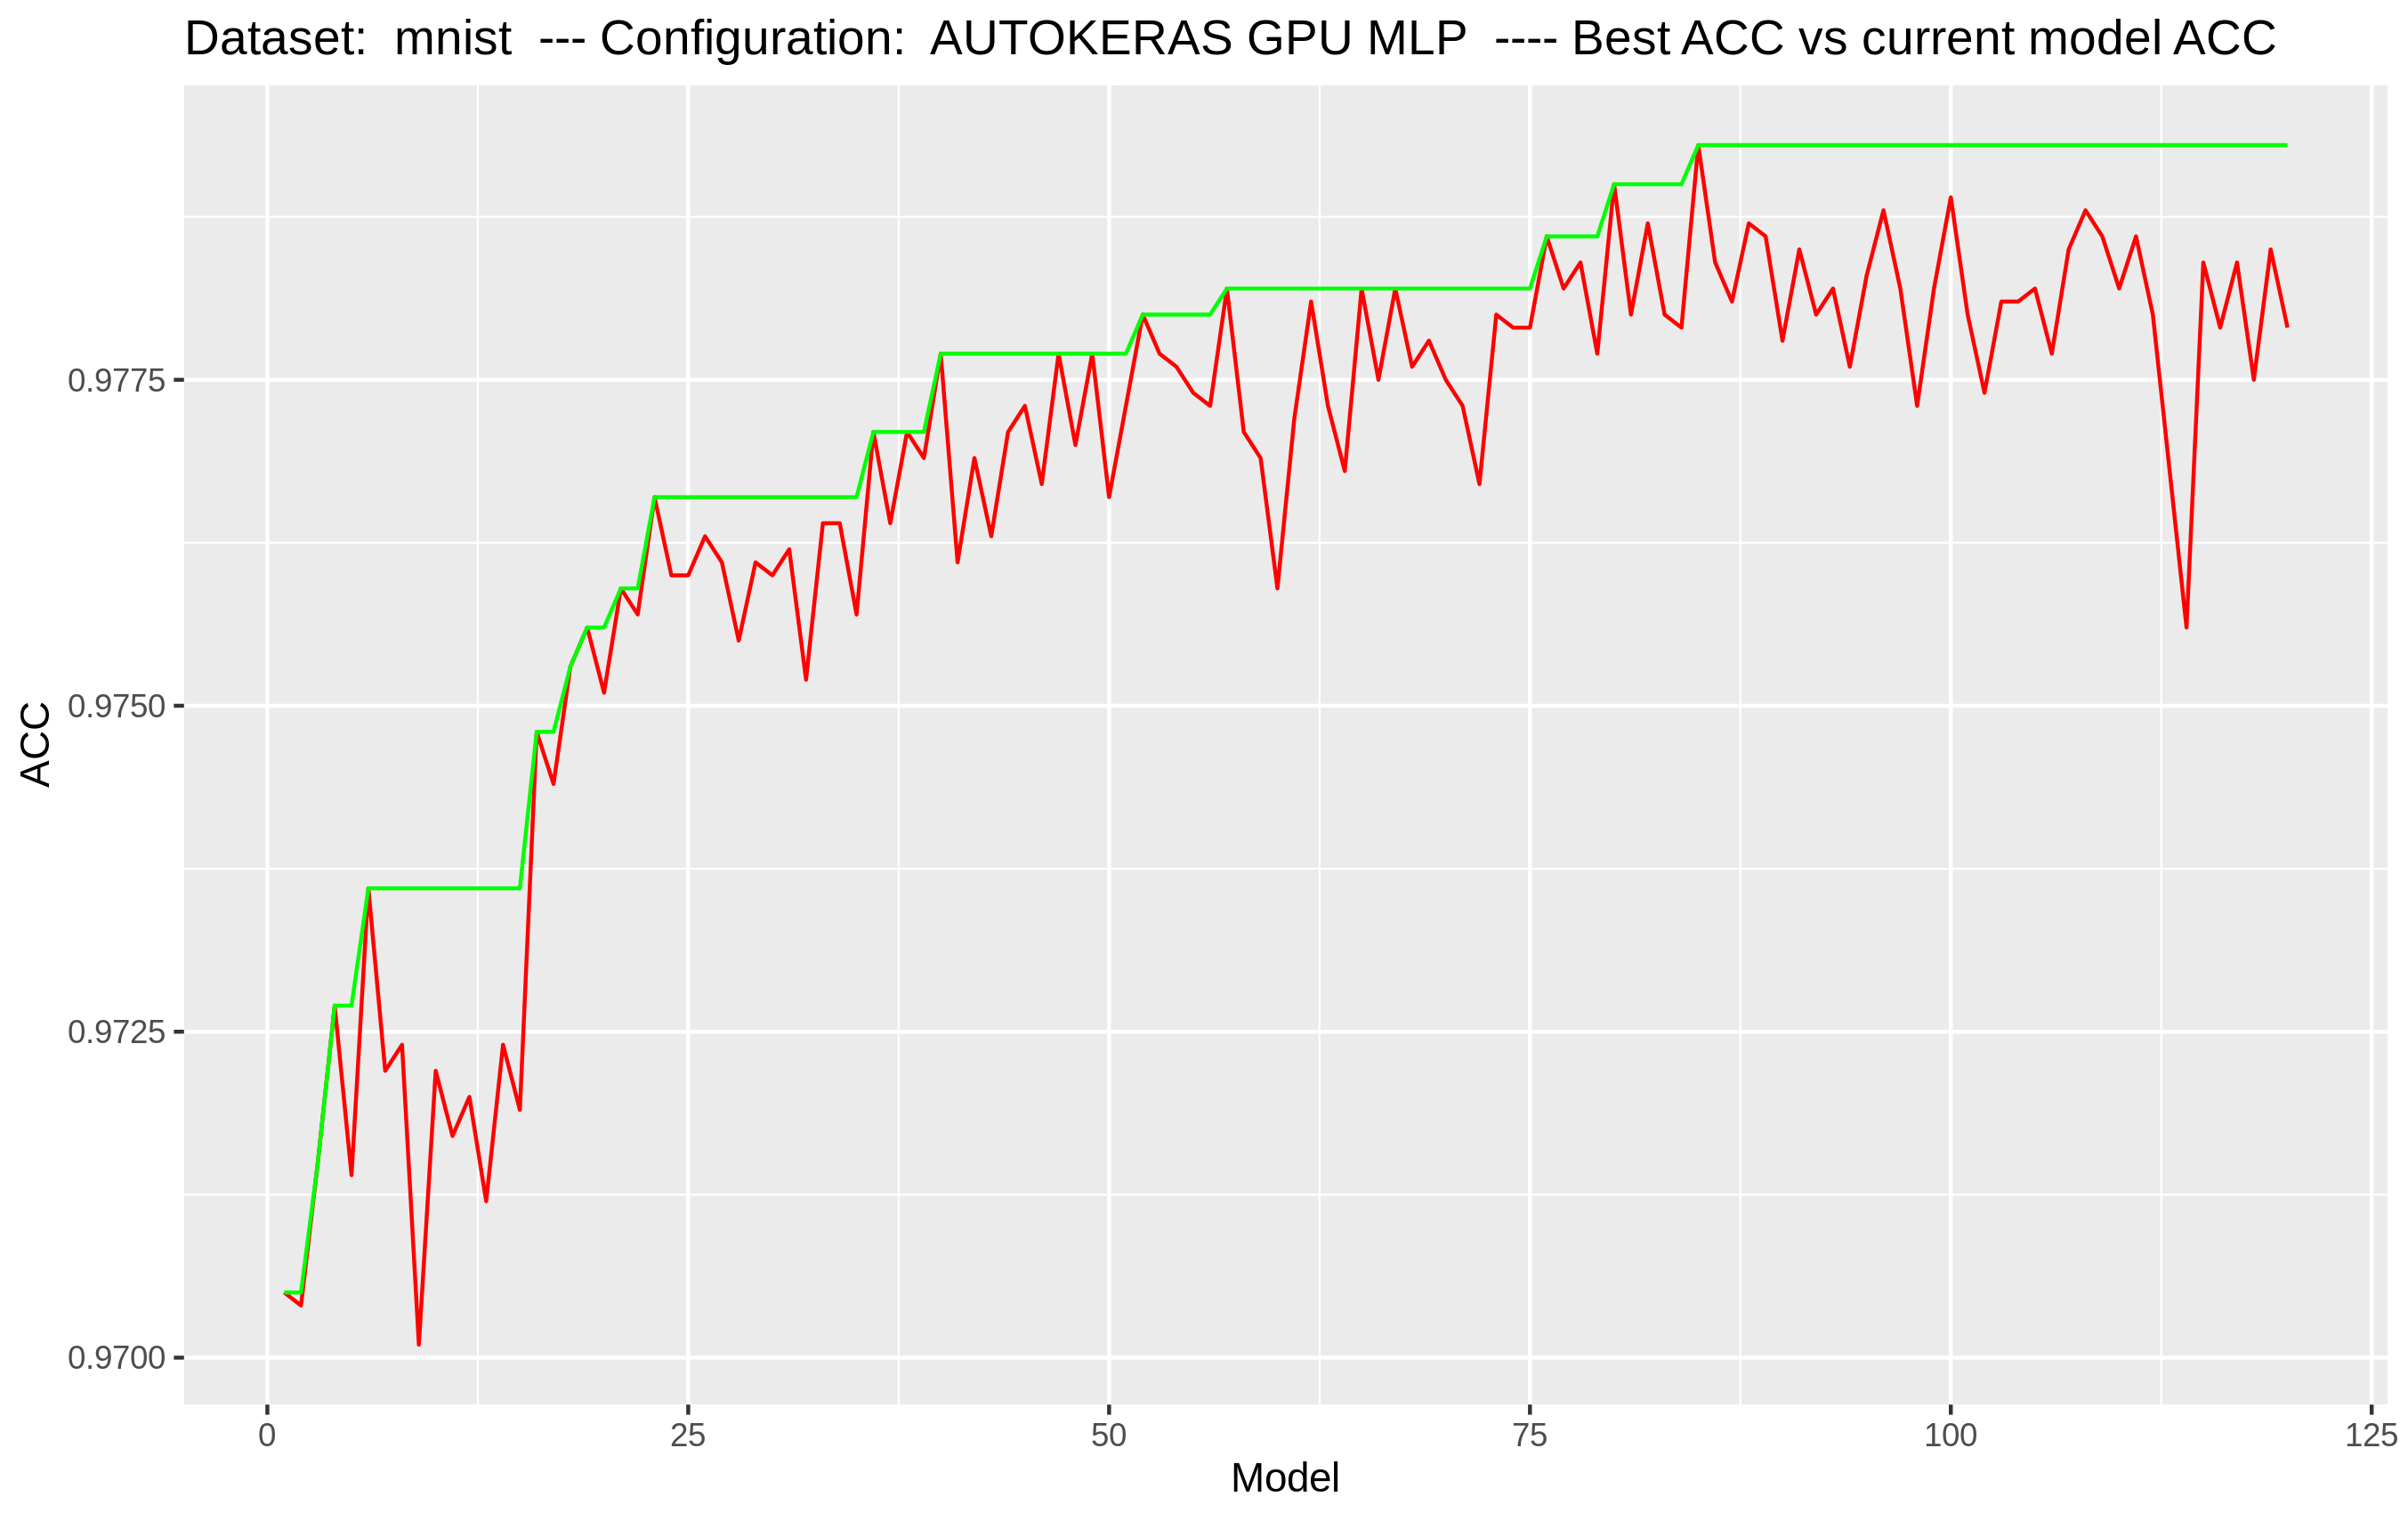 Dataset:  mnist  --- Configuration:  AUTOKERAS GPU MLP  ---- Best ACC vs current model ACC
ACC
0.9775
0.9750
0.9725
0.9700
0 25 50 75 100 125
Model